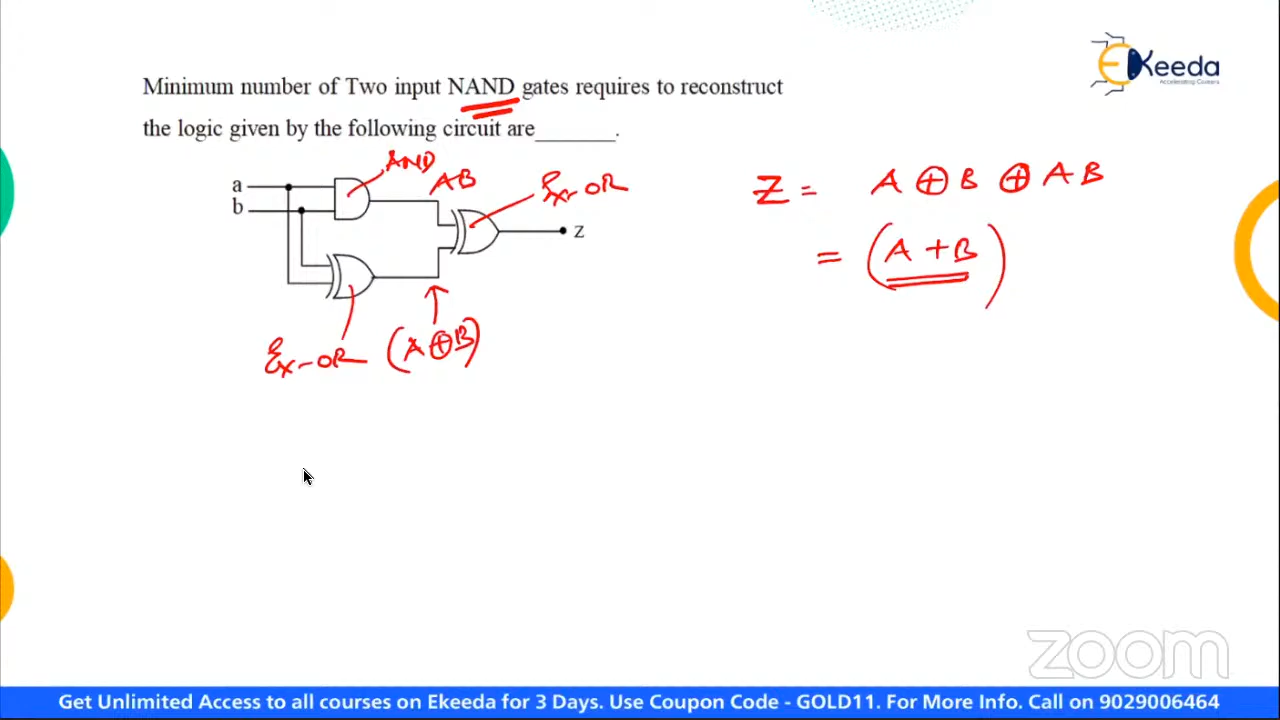 EKeeda
Accelerating Careers
Minimum number of Two input NAND gates requires to reconstruct
the logic given by the following circuit are_______.
AND
a
b
AB
Ex-OR
z
Ex-OR
(A⊕B)
Z = A ⊕ B ⊕ AB
= (A + B)
zoom
Get Unlimited Access to all courses on Ekeeda for 3 Days. Use Coupon Code - GOLD11. For More Info. Call on 9029006464